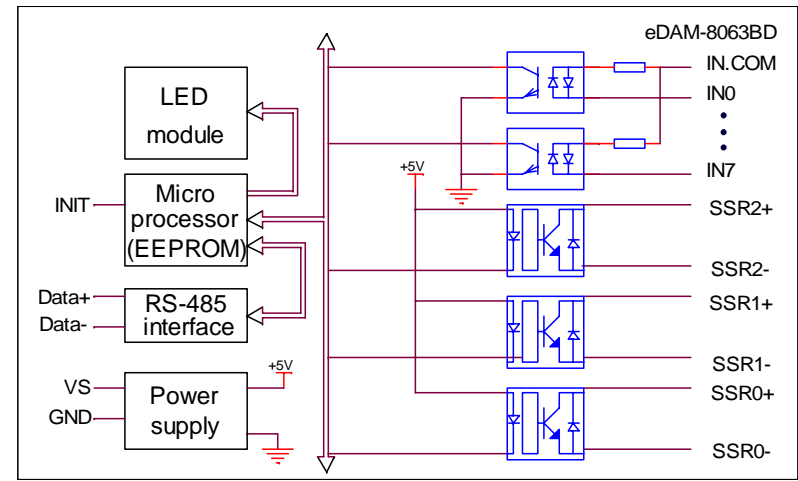 eDAM-8063BD
LED
module
IN.COM
IN0
IN7
+5V
INIT
Micro
processor
(EEPROM)
SSR2+
SSR2-
Data+
Data-
RS-485
interface
SSR1+
SSR1-
+5V
VS
GND
Power
supply
SSR0+
SSR0-